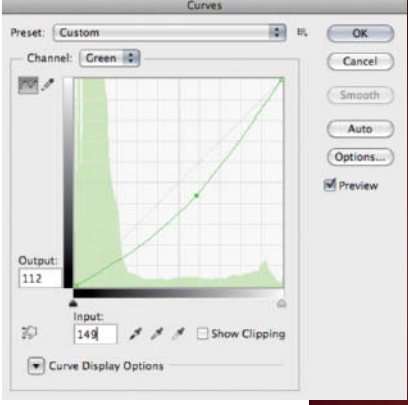 Curves
Preset: Custom
OK
Channel: Green
Cancel
Smooth
Auto
Options...
Preview
Output:
112
Input:
149
Show Clipping
Curve Display Options